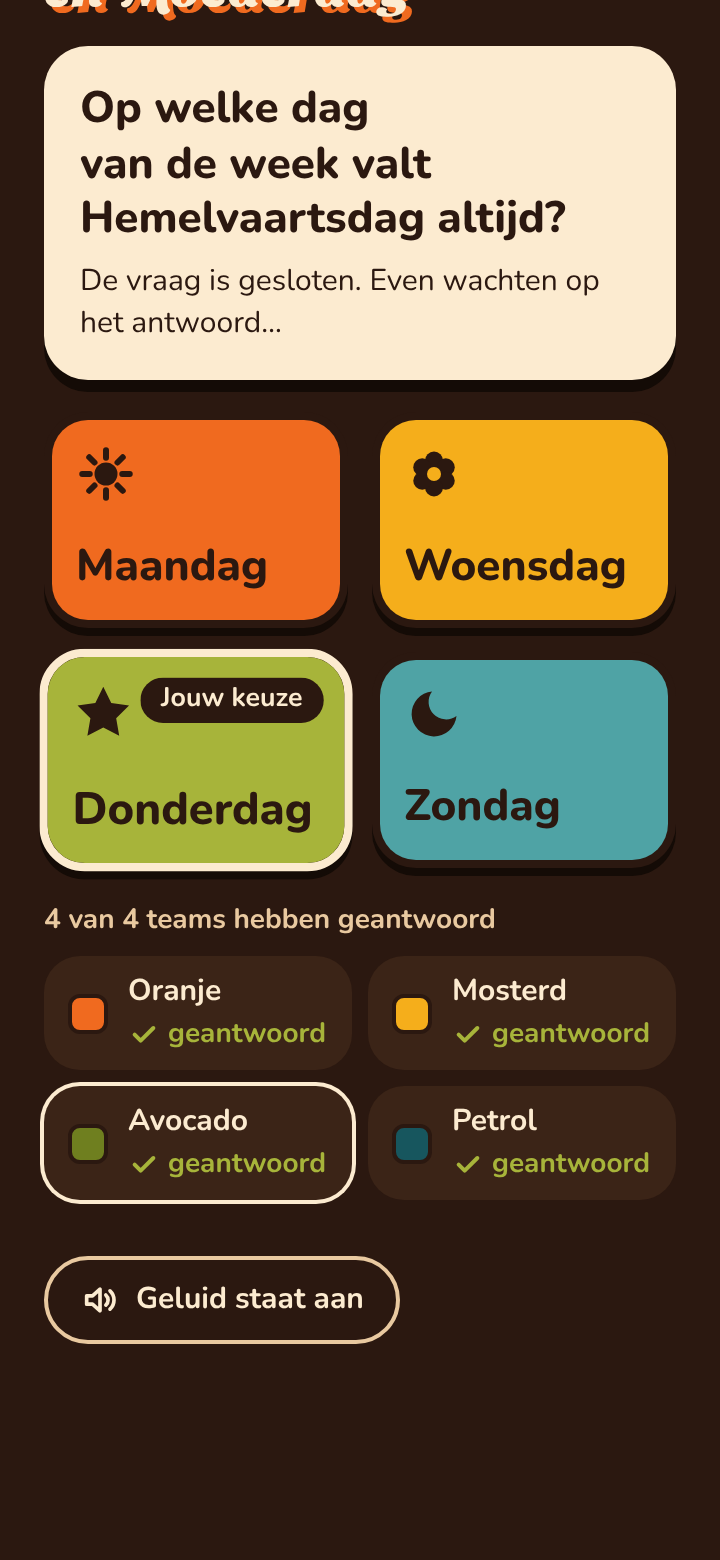 en Moederdag
Op welke dag
van de week valt
Hemelvaartsdag altijd?
De vraag is gesloten. Even wachten op
het antwoord...
Maandag
Woensdag
Jouw keuze
Donderdag
Zondag
4 van 4 teams hebben geantwoord
Oranje
geantwoord
Mosterd
geantwoord
Avocado
geantwoord
Petrol
geantwoord
Geluid staat aan